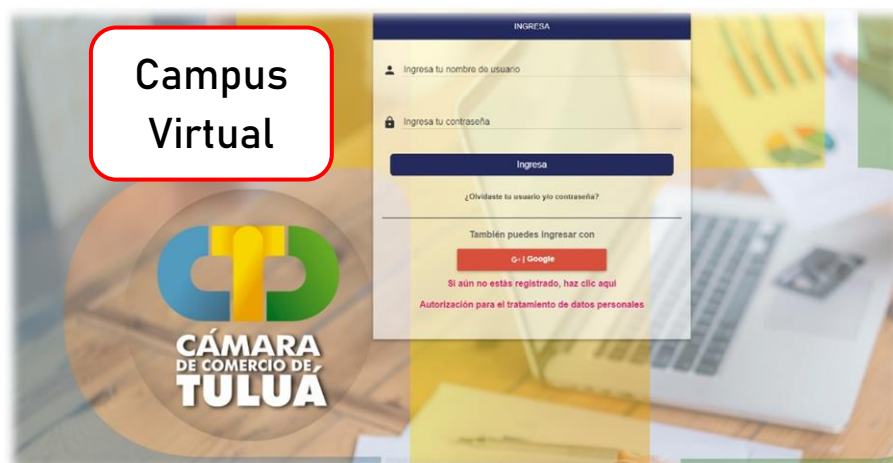 Campus
Virtual
INGRESA
Ingresa tu nombre de usuario
Ingresa tu contraseña
Ingresa
¿Olvidaste tu usuario y/o contraseña?
También puedes ingresar con
G+ | Google
Si aún no estás registrado, haz clic aquí
Autorización para el tratamiento de datos personales
CÁMARA
DE COMERCIO DE
TULUÁ